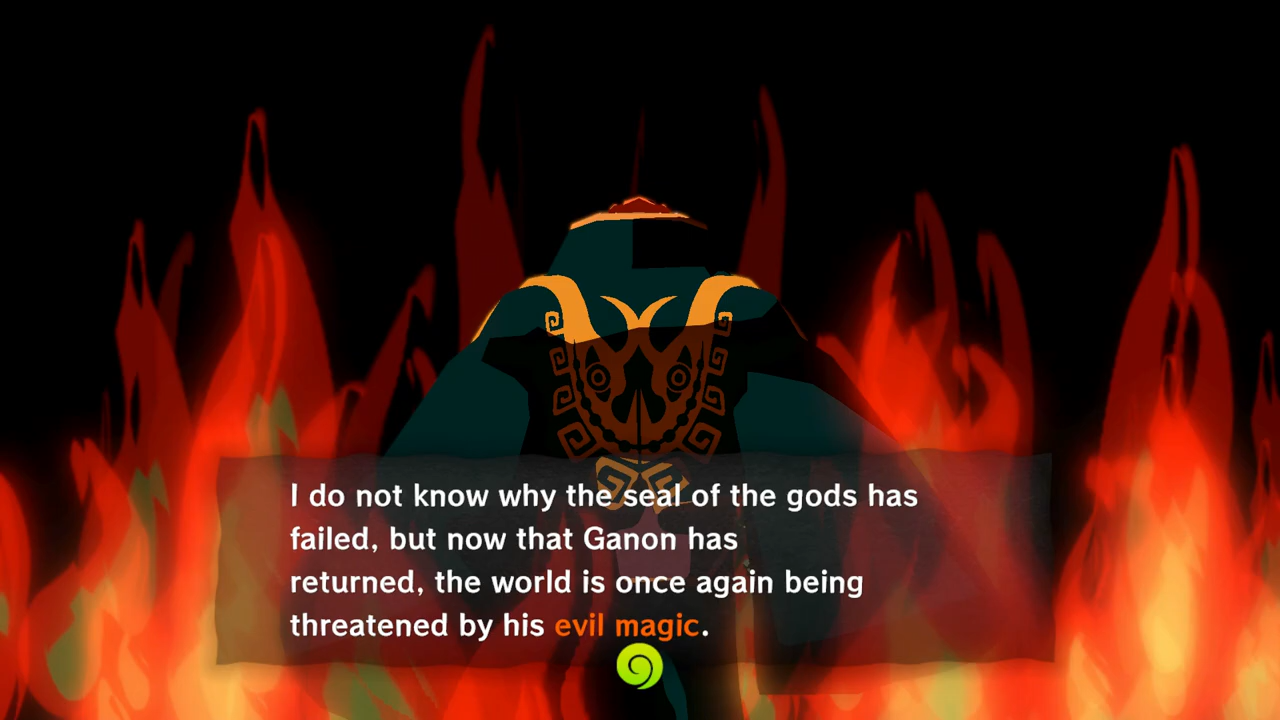 I do not know why the seal of the gods has
failed, but now that Ganon has
returned, the world is once again being
threatened by his evil magic.